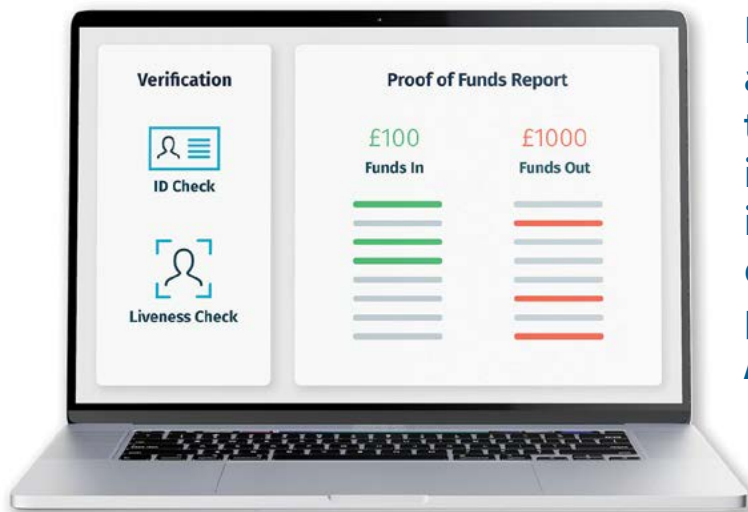 Verification
ID Check
Liveness Check
Proof of Funds Report
£100
Funds In
£1000
Funds Out